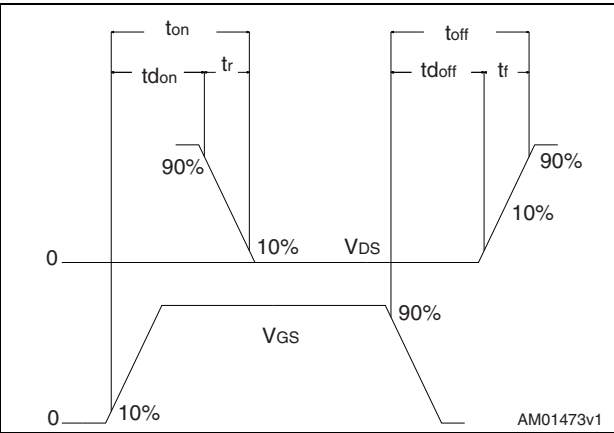 ton toff
tdon tr tdoff tf
90% 90%
10%
10% VDS
0
90%
VGS
0 10%
AM01473v1